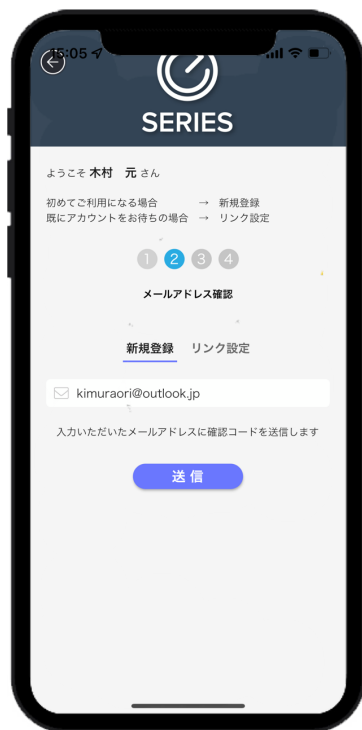 15:05
SERIES
ようこそ 木村　元 さん
初めてご利用になる場合 → 新規登録
既にアカウントをお待ちの場合 → リンク設定
1 2 3 4
メールアドレス確認
新規登録 リンク設定
kimuraori@outlook.jp
入力いただいたメールアドレスに確認コードを送信します
送信